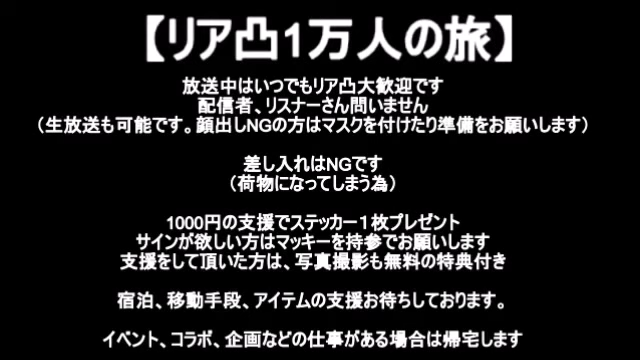 【リア凸1万人の旅】
放送中はいつでもリア凸大歓迎です
配信者、リスナーさん問いません
（生放送も可能です。顔出しNGの方はマスクを付けたり準備をお願いします）
差し入れはNGです
（荷物になってしまう為）
1000円の支援でステッカー１枚プレゼント
サインが欲しい方はマッキーを持参でお願いします
支援をして頂いた方は、写真撮影も無料の特典付き
宿泊、移動手段、アイテムの支援お待ちしております。
イベント、コラボ、企画などの仕事がある場合は帰宅します